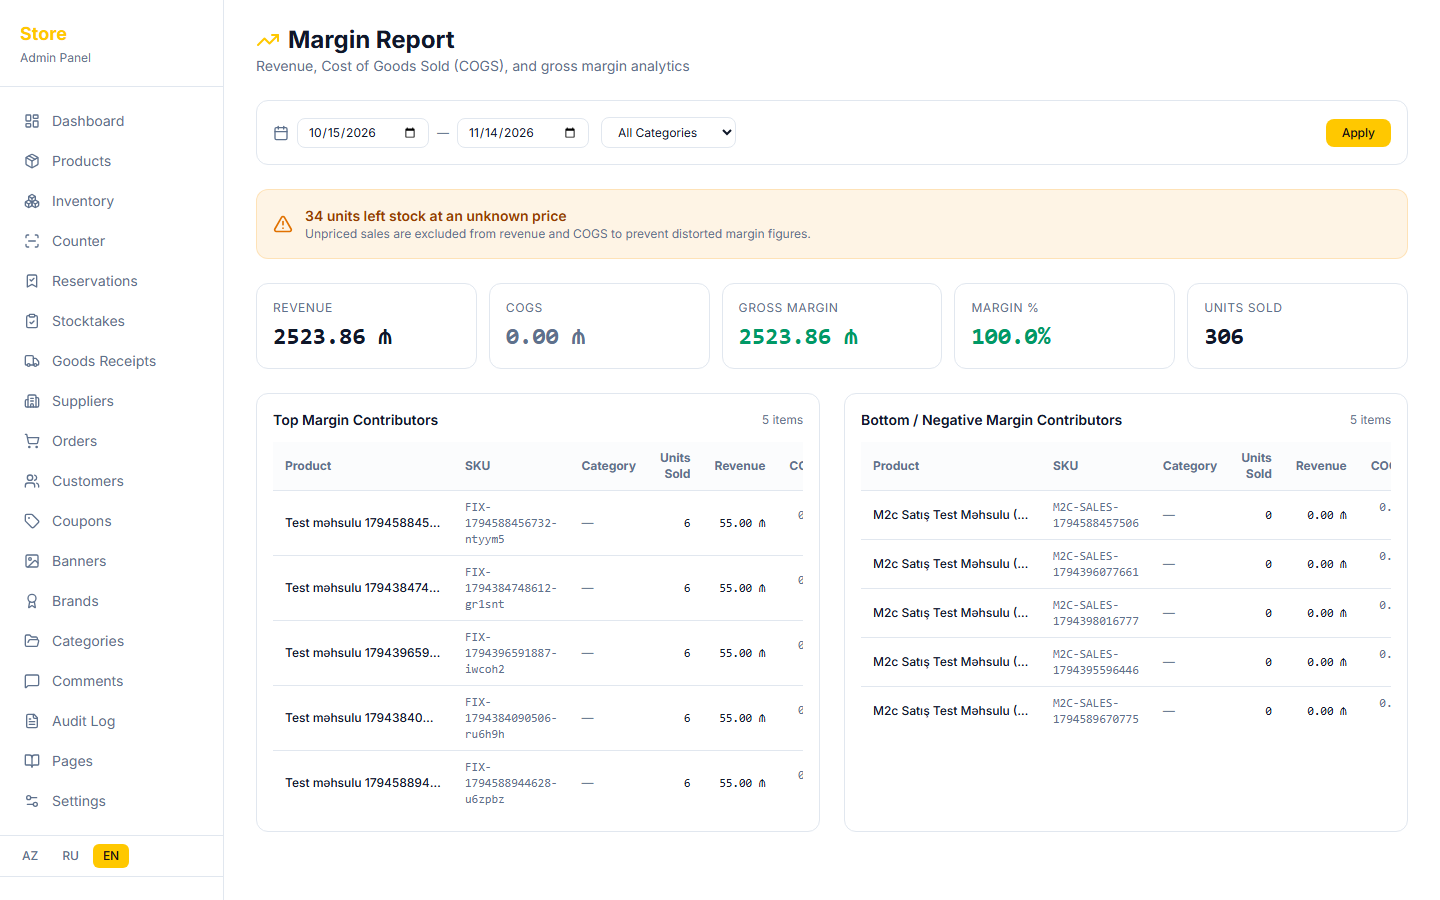 Store
Admin Panel
Dashboard
Products
Inventory
Counter
Reservations
Stocktakes
Goods Receipts
Suppliers
Orders
Customers
Coupons
Banners
Brands
Categories
Comments
Audit Log
Pages
Settings
AZ RU EN
Margin Report
Revenue, Cost of Goods Sold (COGS), and gross margin analytics
10/15/2026 — 11/14/2026 All Categories Apply
34 units left stock at an unknown price
Unpriced sales are excluded from revenue and COGS to prevent distorted margin figures.
REVENUE
2523.86 ₼
COGS
0.00 ₼
GROSS MARGIN
2523.86 ₼
MARGIN %
100.0%
UNITS SOLD
306
Top Margin Contributors 5 items
Product SKU Category Units Sold Revenue
Test məhsulu 179458845... FIX-1794588456732-ntyym5 — 6 55.00 ₼
Test məhsulu 179438474... FIX-1794384748612-gr1snt — 6 55.00 ₼
Test məhsulu 179439659... FIX-1794396591887-iwcoh2 — 6 55.00 ₼
Test məhsulu 17943840... FIX-1794384090506-ru6h9h — 6 55.00 ₼
Test məhsulu 179458894... FIX-1794588944628-u6zpbz — 6 55.00 ₼
Bottom / Negative Margin Contributors 5 items
Product SKU Category Units Sold Revenue
M2c Satış Test Məhsulu (... M2C-SALES-1794588457506 — 0 0.00 ₼ 0.
M2c Satış Test Məhsulu (... M2C-SALES-1794396077661 — 0 0.00 ₼ 0.
M2c Satış Test Məhsulu (... M2C-SALES-1794398016777 — 0 0.00 ₼ 0.
M2c Satış Test Məhsulu (... M2C-SALES-1794395596446 — 0 0.00 ₼ 0.
M2c Satış Test Məhsulu (... M2C-SALES-1794589670775 — 0 0.00 ₼ 0.